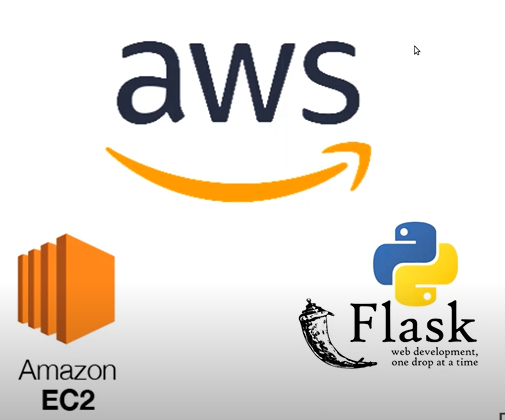 aws
Amazon
EC2
Flask
web development,
one drop at a time